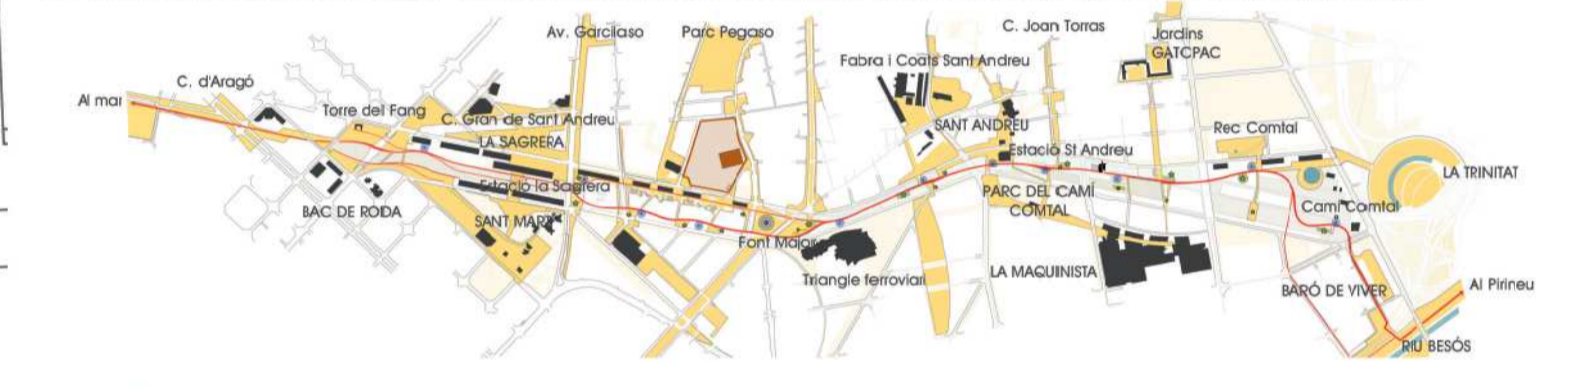 Al mar
C. d'Aragó
Torre del Fang
Av. Garcilaso
C. Gran de Sant Andreu
LA SAGRERA
Estació la Sagrera
BAC DE RODA
SANT MARTÍ
Parc Pegaso
Font Major
Triangle ferroviari
Fabra i Coats Sant Andreu
SANT ANDREU
C. Joan Torras
Estació St Andreu
PARC DEL CAMÍ
COMTAL
LA MAQUINISTA
Jardins
GATCPAC
Rec Comtal
Camí Comtal
BARÓ DE VIVER
LA TRINITAT
Al Pirineu
RIU BESÓS